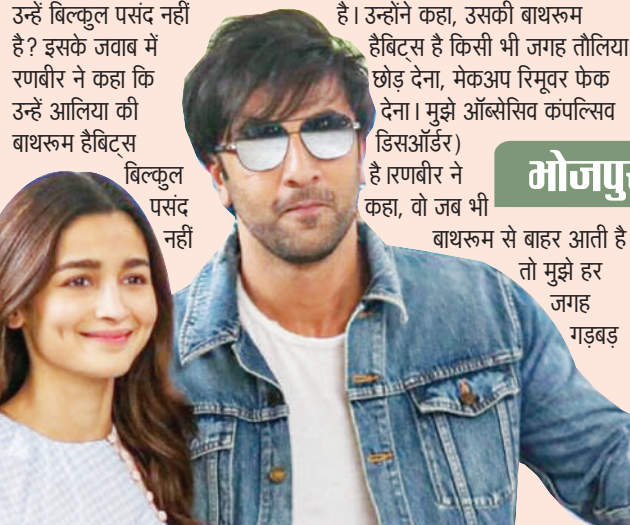 उन्हें बिल्कुल पसंद नहीं
है? इसके जवाब में
रणबीर ने कहा कि
उन्हें आलिया की
बाथरूम हैबिट्स
बिल्कुल
पसंद
नहीं
है। उन्होंने कहा, उसकी बाथरूम
हैबिट्स है किसी भी जगह तौलिया
छोड़ देना, मेकअप रिमूवर फेक
देना। मुझे ऑब्सेसिव कंपल्सिव
डिसऑर्डर)
है।रणबीर ने
कहा, वो जब भी
बाथरूम से बाहर आती है
तो मुझे हर
जगह
गड़बड़